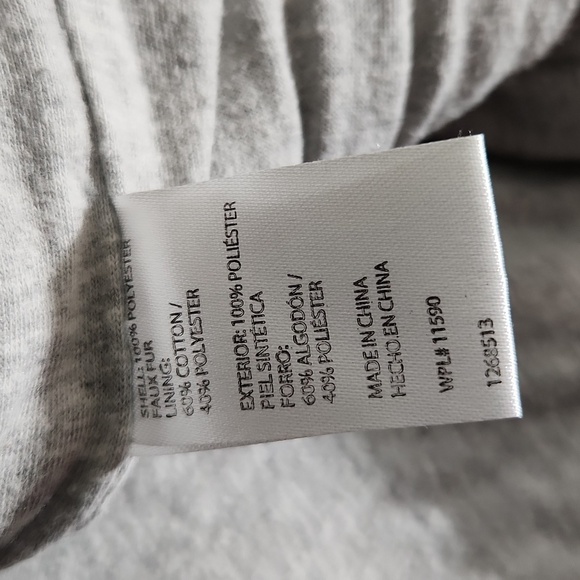 SHELL: 100% POLYESTER
FAUX FUR
LINING:
60% COTTON /
40% POLYESTER
EXTERIOR: 100% POLIÉSTER
PIEL SINTÉTICA
FORRO:
60% ALGODÓN /
40% POLIÉSTER
MADE IN CHINA
HECHO EN CHINA
WPL# 11590
1268513